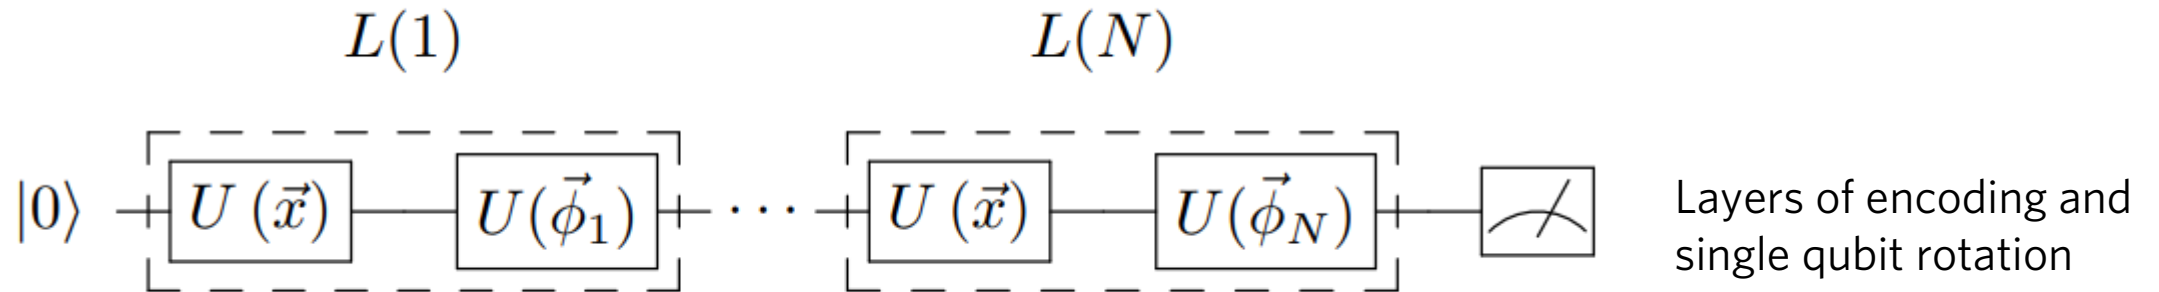 L(1) L(N)
|0⟩ U (x⃗) U(ϕ⃗₁) ··· U (x⃗) U(ϕ⃗_N)
Layers of encoding and
single qubit rotation